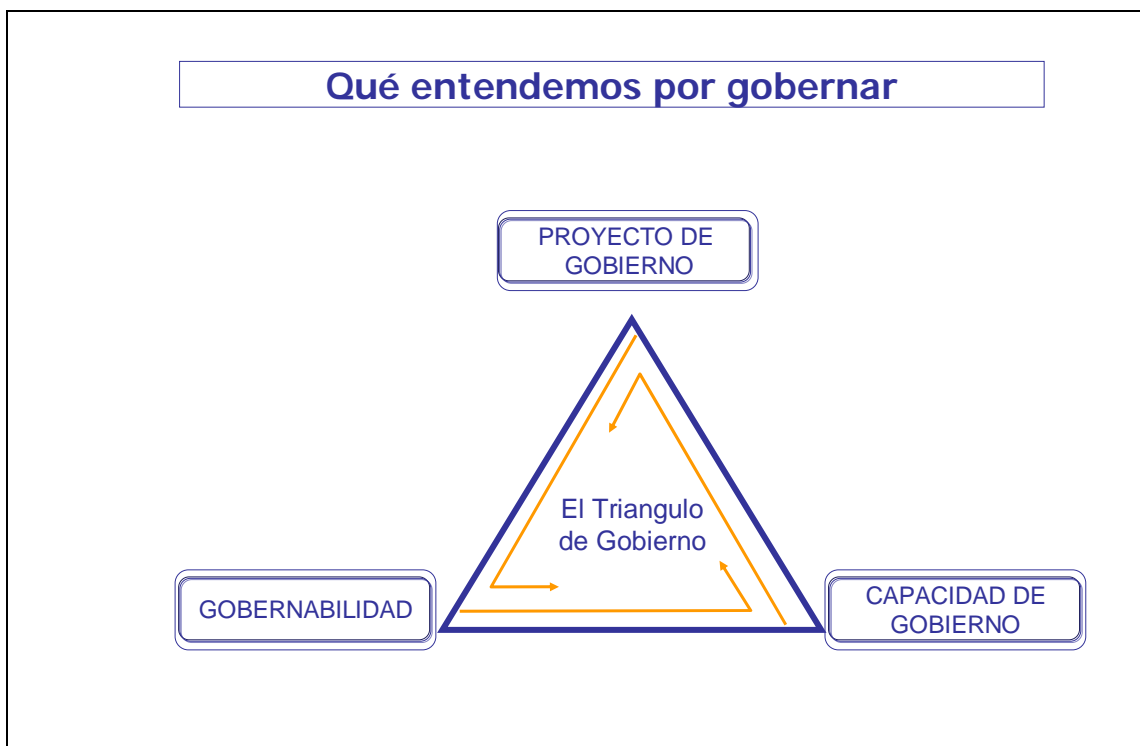 Qué entendemos por gobernar
PROYECTO DE
GOBIERNO
El Triangulo
de Gobierno
GOBERNABILIDAD
CAPACIDAD DE
GOBIERNO